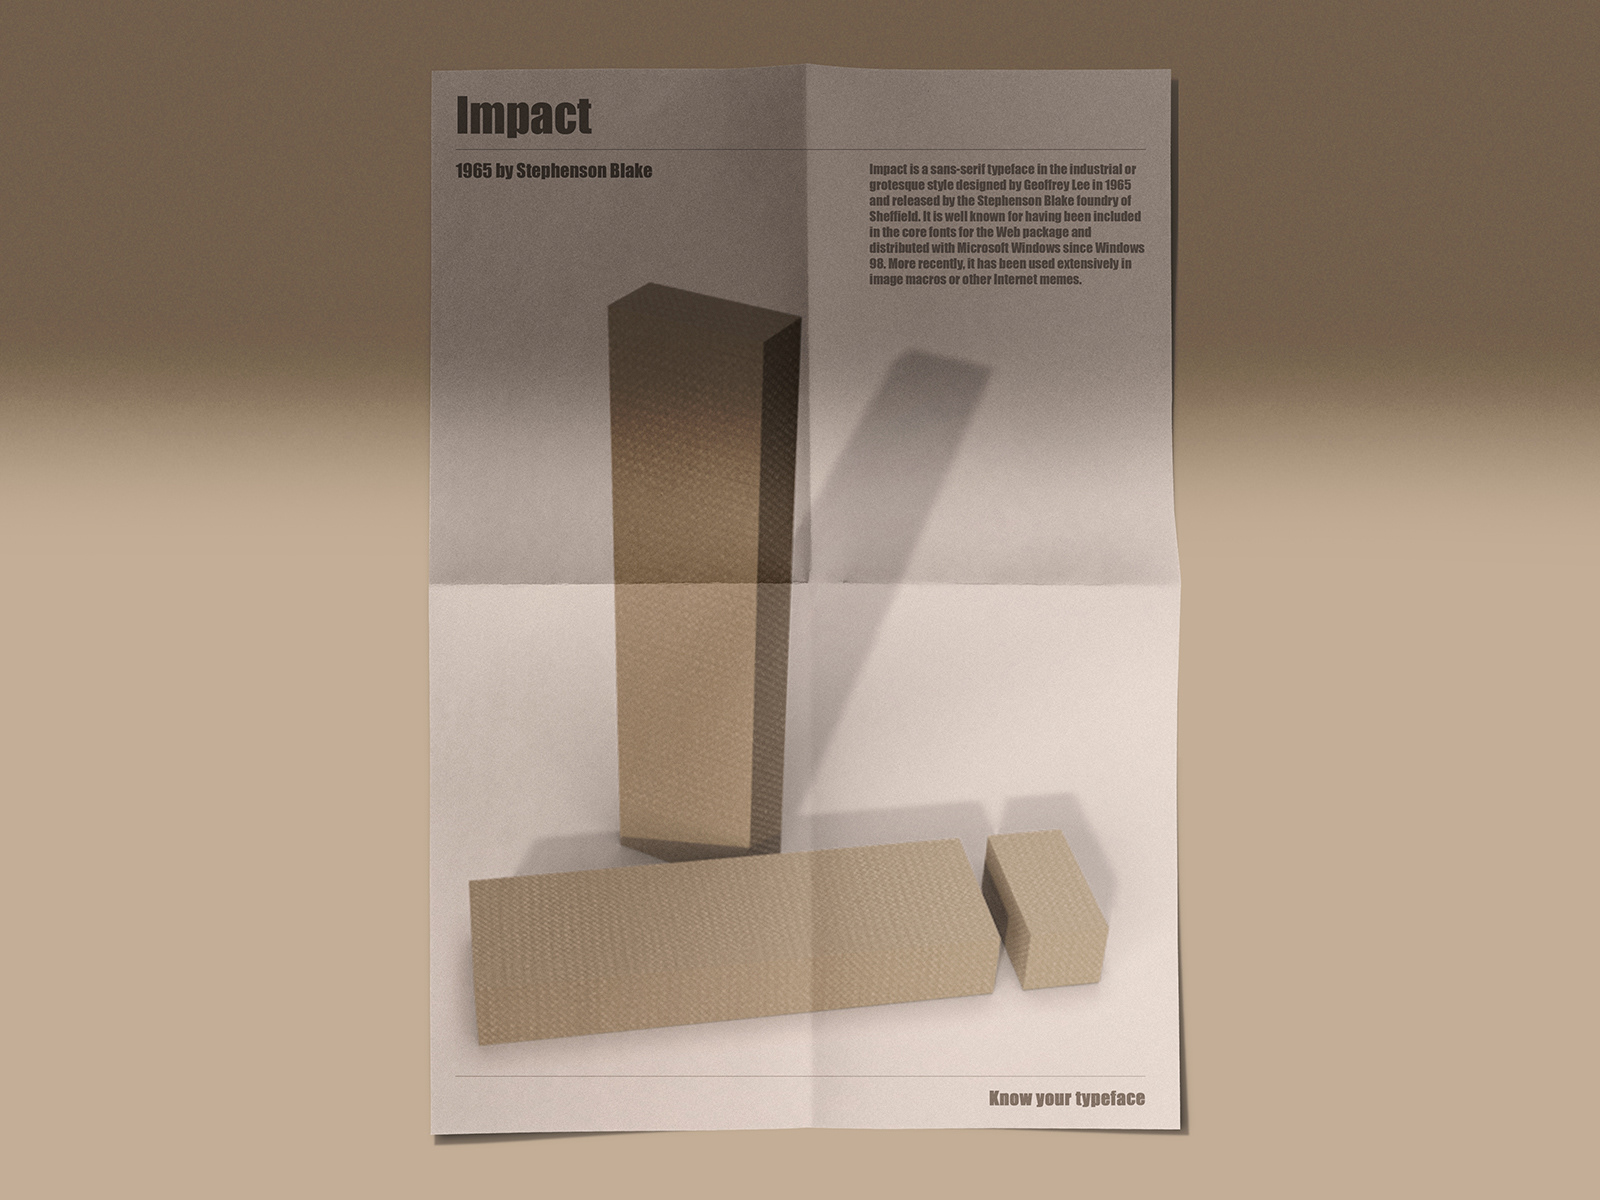 Impact
1965 by Stephenson Blake
Impact is a sans-serif typeface in the industrial or
grotesque style designed by Geoffrey Lee in 1965
and released by the Stephenson Blake foundry of
Sheffield. It is well known for having been included
in the core fonts for the Web package and
distributed with Microsoft Windows since Windows
98. More recently, it has been used extensively in
image macros or other Internet memes.
Know your typeface